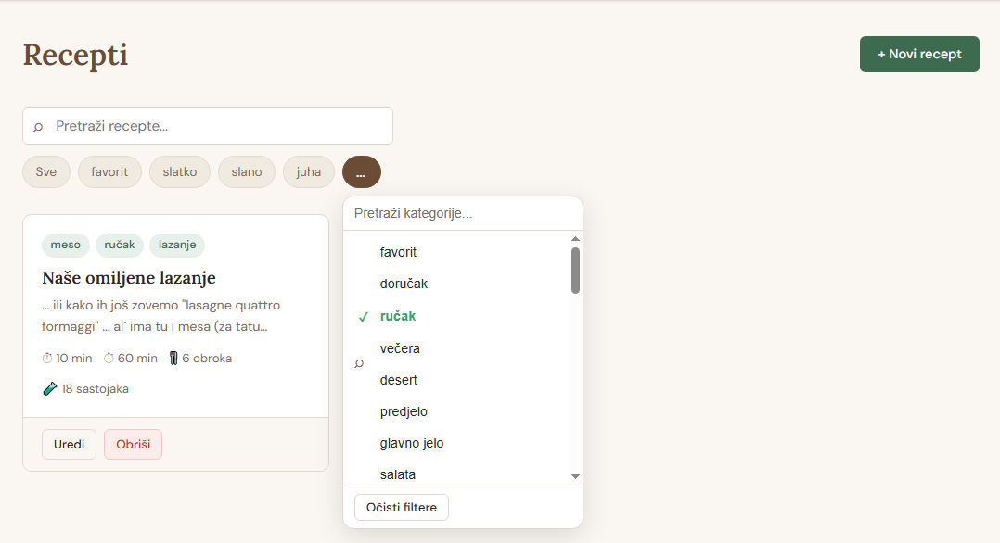 Recepti
+ Novi recept
Pretraži recepte...
Sve favorit slatko slano juha ...
meso ručak lazanje
Naše omiljene lazanje
... ili kako ih još zovemo "lasagne quattro
formaggi" ... al` ima tu i mesa (za tatu...
10 min 60 min 6 obroka
18 sastojaka
Uredi Obriši
Pretraži kategorije...
favorit
doručak
✓ ručak
večera
desert
predjelo
glavno jelo
salata
Očisti filtere